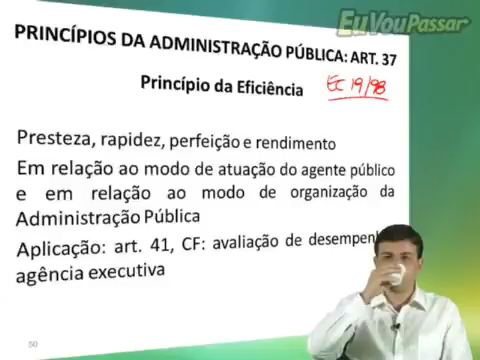 EuVouPassar
PRINCÍPIOS DA ADMINISTRAÇÃO PÚBLICA: ART. 37
Princípio da Eficiência EC 19/98
Presteza, rapidez, perfeição e rendimento
Em relação ao modo de atuação do agente público
e em relação ao modo de organização da
Administração Pública
Aplicação: art. 41, CF: avaliação de
agência executiva
50